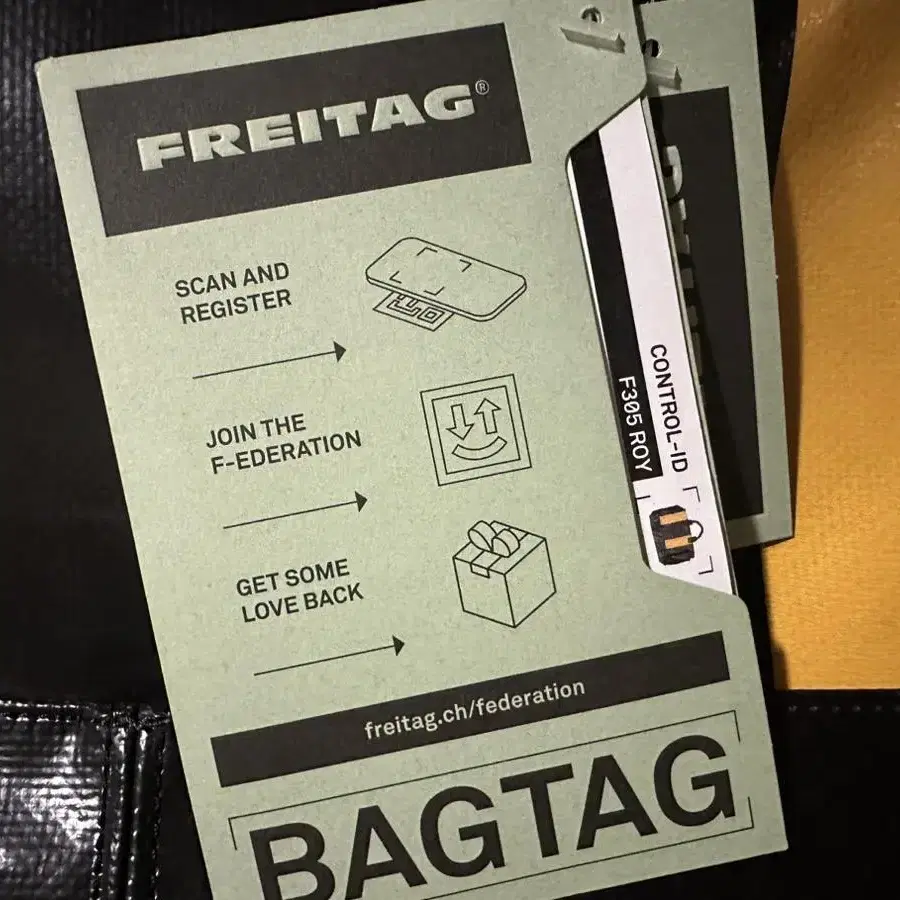 FREITAG®
SCAN AND
REGISTER
JOIN THE
F-EDERATION
GET SOME
LOVE BACK
freitag.ch/federation
BAGTAG
CONTROL-ID
F305 ROY